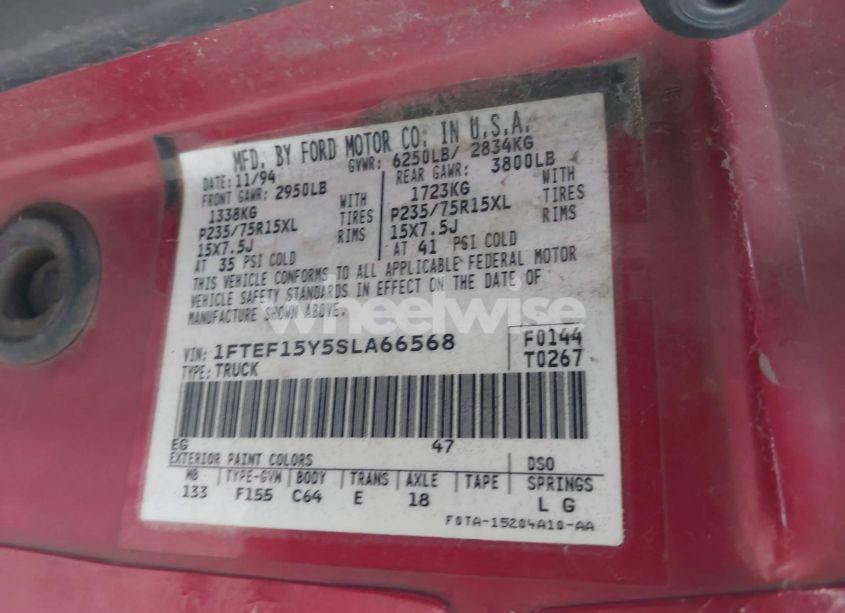 MFD. BY FORD MOTOR CO. IN U.S.A.
DATE: 11/94 GVWR: 6250LB/ 2834KG
FRONT GAWR: 2950LB REAR GAWR: 3800LB
1338KG WITH 1723KG WITH
P235/75R15XL TIRES P235/75R15XL TIRES
15X7.5J RIMS 15X7.5J RIMS
AT 35 PSI COLD AT 41 PSI COLD
THIS VEHICLE CONFORMS TO ALL APPLICABLE FEDERAL MOTOR
VEHICLE SAFETY STANDARDS IN EFFECT ON THE DATE OF
MANUFACTURE SHOWN ABOVE.
wheelwise
VIN: 1FTEF15Y5SLA66568 F0144
TYPE: TRUCK T0267
EG 47
EXTERIOR PAINT COLORS DSO
WB TYPE-GVW BODY TRANS AXLE TAPE SPRINGS
133 F155 C64 E 18 L G
F0TA-15204A10-AA